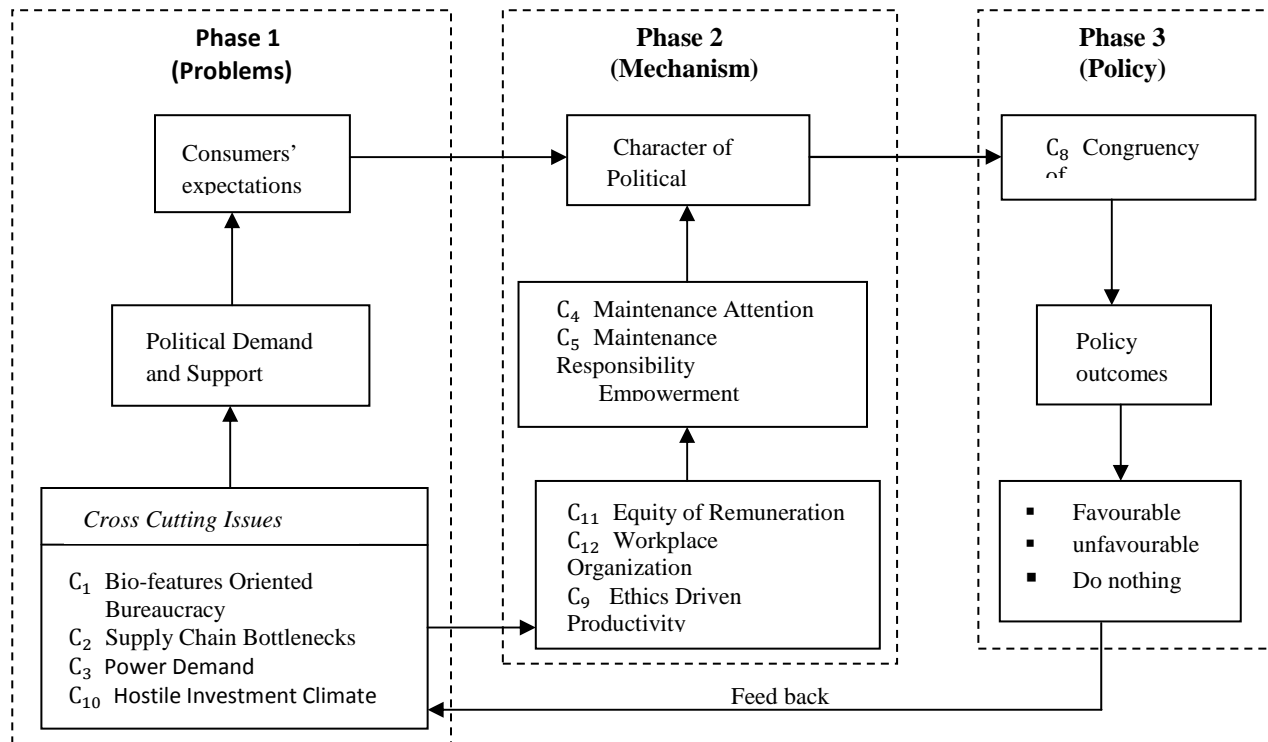 Phase 1
(Problems)
Consumers’
expectations
Political Demand
and Support
Cross Cutting Issues
C₁ Bio-features Oriented
Bureaucracy
C₂ Supply Chain Bottlenecks
C₃ Power Demand
C₁₀ Hostile Investment Climate
Phase 2
(Mechanism)
Character of
Political
C₄ Maintenance Attention
C₅ Maintenance
Responsibility
Empowerment
C₁₁ Equity of Remuneration
C₁₂ Workplace
Organization
C₉ Ethics Driven
Productivity
Phase 3
(Policy)
C₈ Congruency
of
Policy
outcomes
▪ Favourable
▪ unfavourable
▪ Do nothing
Feed back